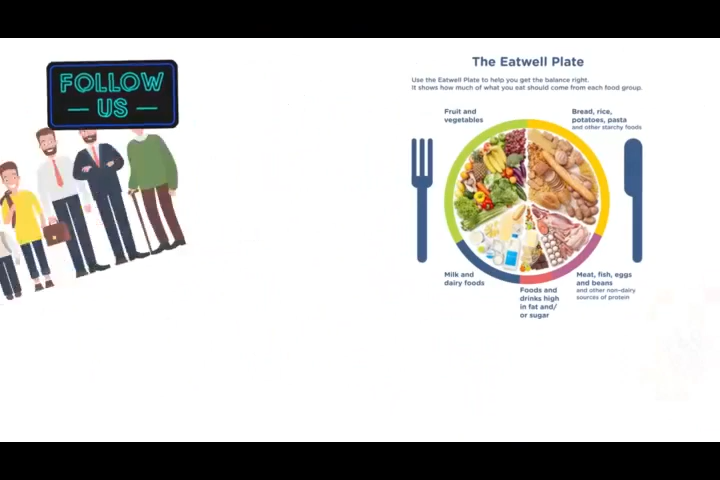 FOLLOW
US
The Eatwell Plate
Use the Eatwell Plate to help you get the balance right.
It shows how much of what you eat should come from each food group.
Fruit and
vegetables
Bread, rice,
potatoes, pasta
and other starchy foods
Milk and
dairy foods
Foods and
drinks high
in fat and/
or sugar
Meat, fish, eggs
and beans
and other non-dairy
sources of protein